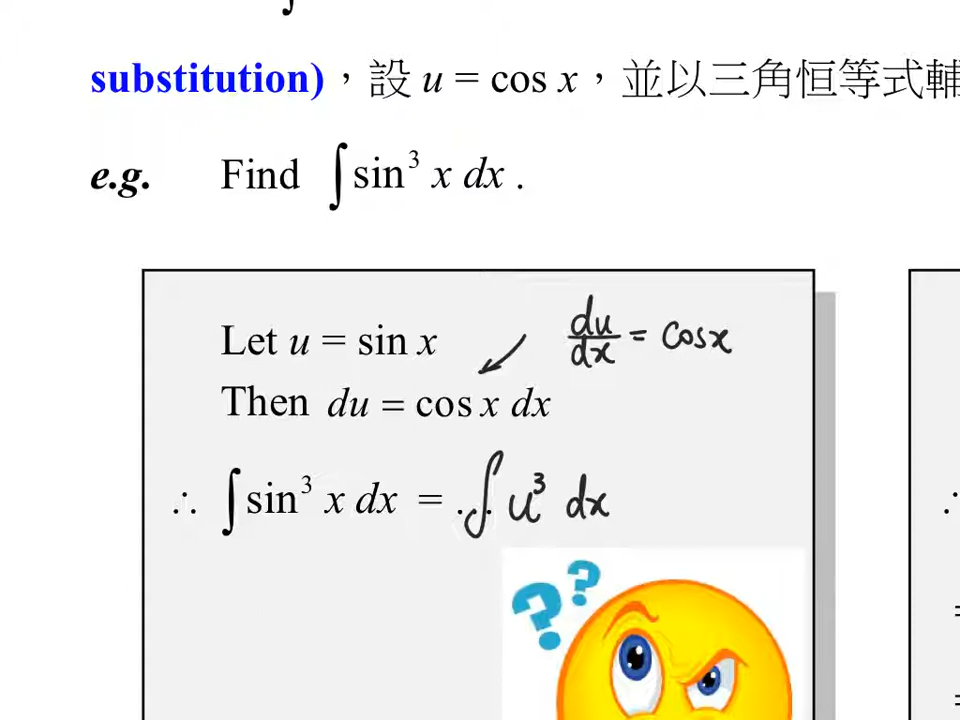 substitution)，設 u = cos x，並以三角恒等式輔
e.g. Find ∫ sin³ x dx .
Let u = sin x
du/dx = cosx
Then du = cos x dx
∴ ∫ sin³ x dx = ... ∫ u³ dx
∴
? ?
=
=